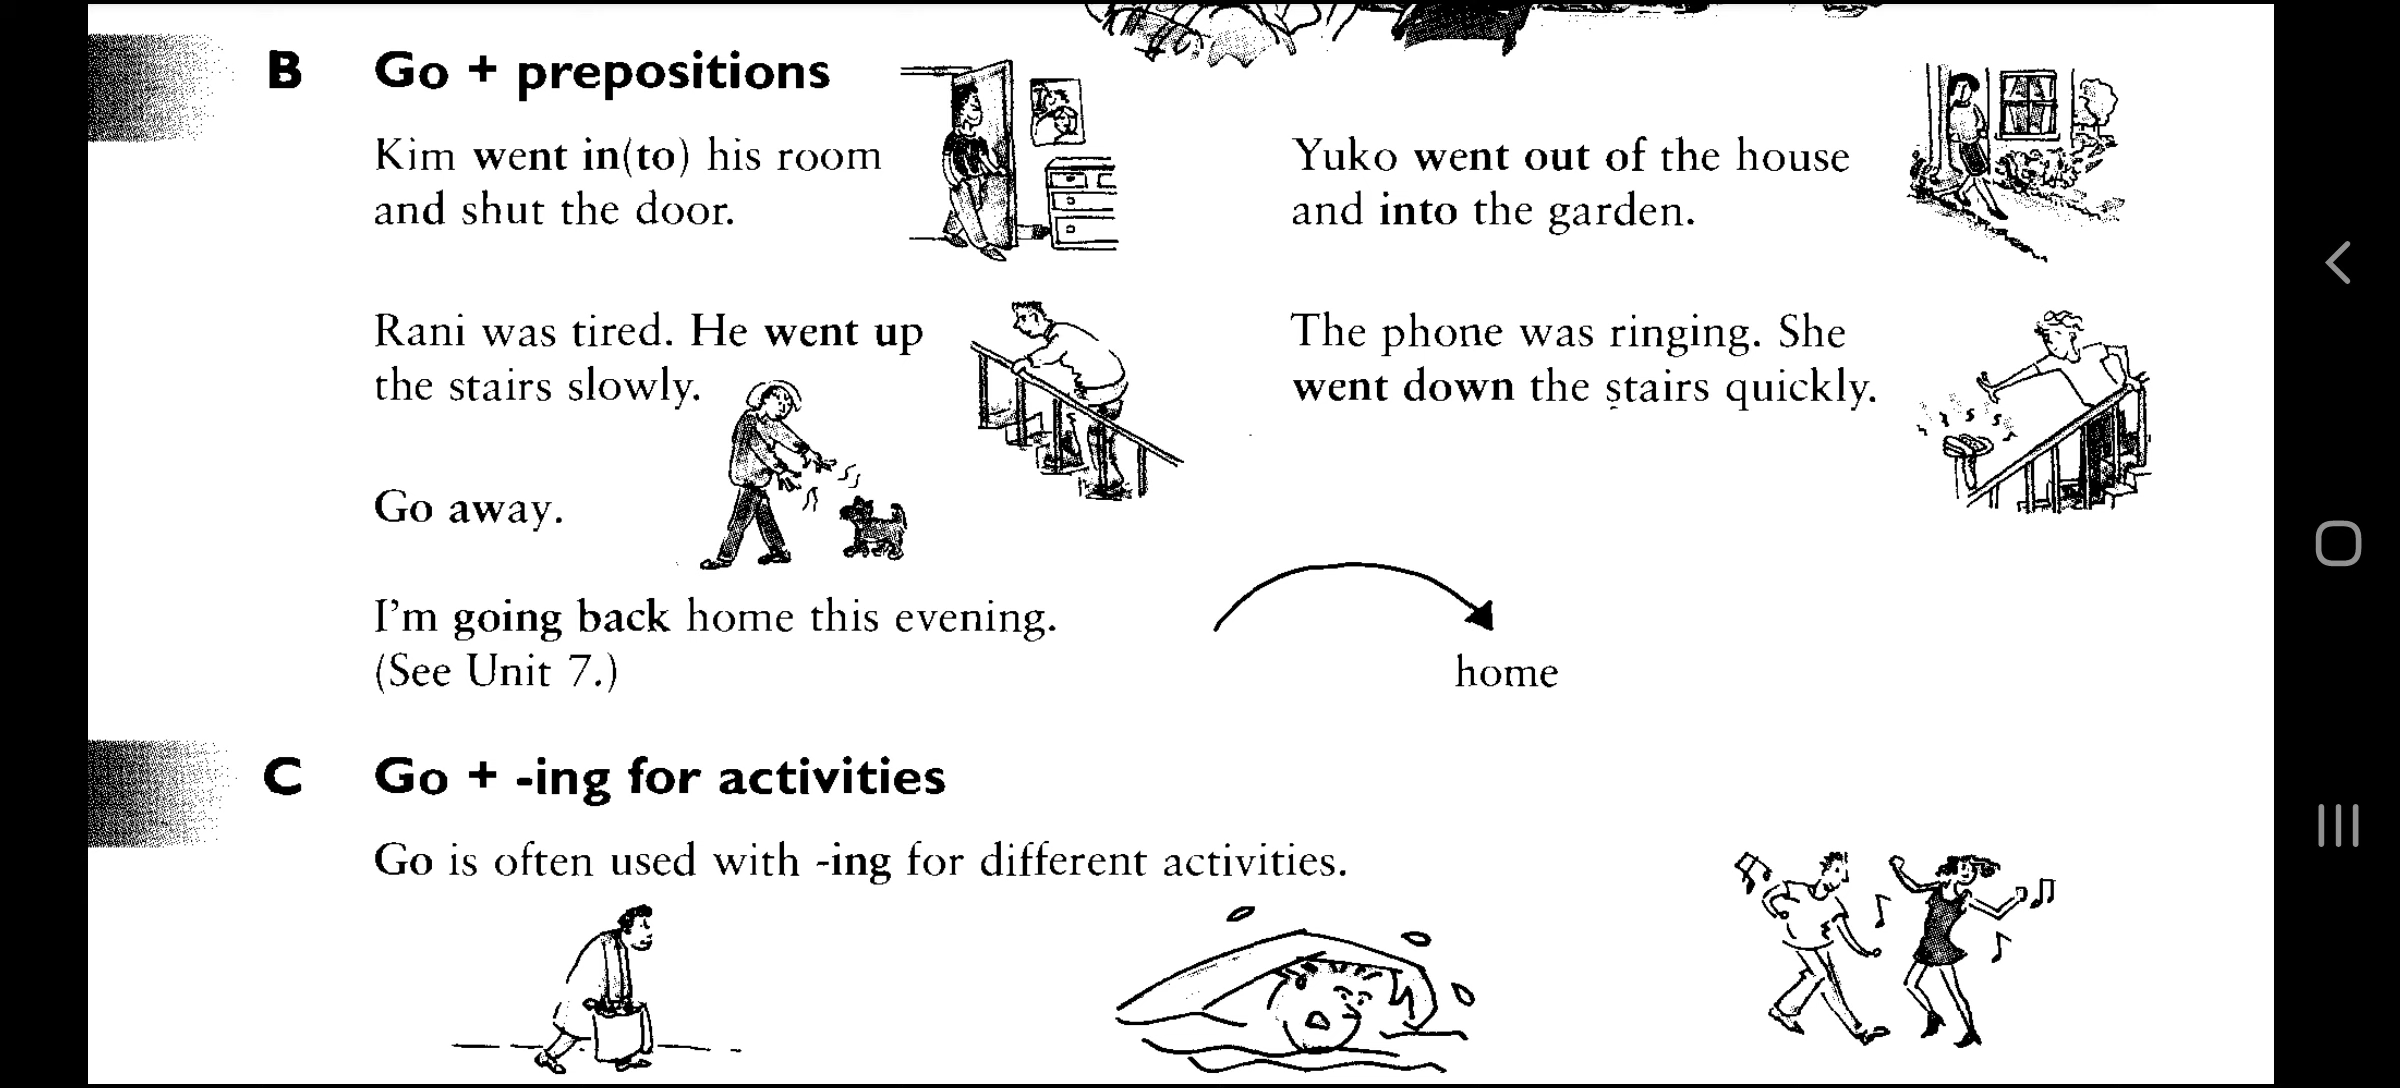 B Go + prepositions
Kim went in(to) his room
and shut the door.
Yuko went out of the house
and into the garden.
Rani was tired. He went up
the stairs slowly.
The phone was ringing. She
went down the stairs quickly.
Go away.
I'm going back home this evening.
(See Unit 7.)
home
C Go + -ing for activities
Go is often used with -ing for different activities.